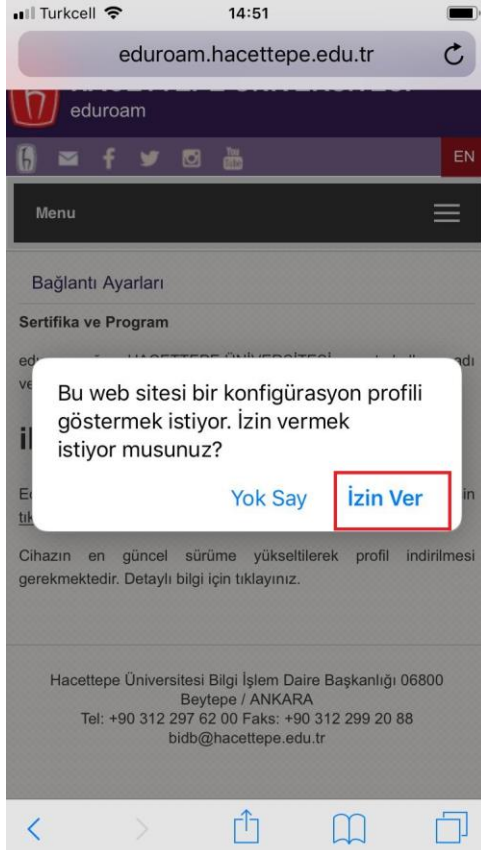 Turkcell 14:51
eduroam.hacettepe.edu.tr
eduroam
You
Tube
EN
Menu
Bağlantı Ayarları
Sertifika ve Program
Bu web sitesi bir konfigürasyon profili
göstermek istiyor. İzin vermek
istiyor musunuz?
Yok Say İzin Ver
Cihazın en güncel sürüme yükseltilerek profil indirilmesi
gerekmektedir. Detaylı bilgi için tıklayınız.
Hacettepe Üniversitesi Bilgi İşlem Daire Başkanlığı 06800
Beytepe / ANKARA
Tel: +90 312 297 62 00 Faks: +90 312 299 20 88
bidb@hacettepe.edu.tr